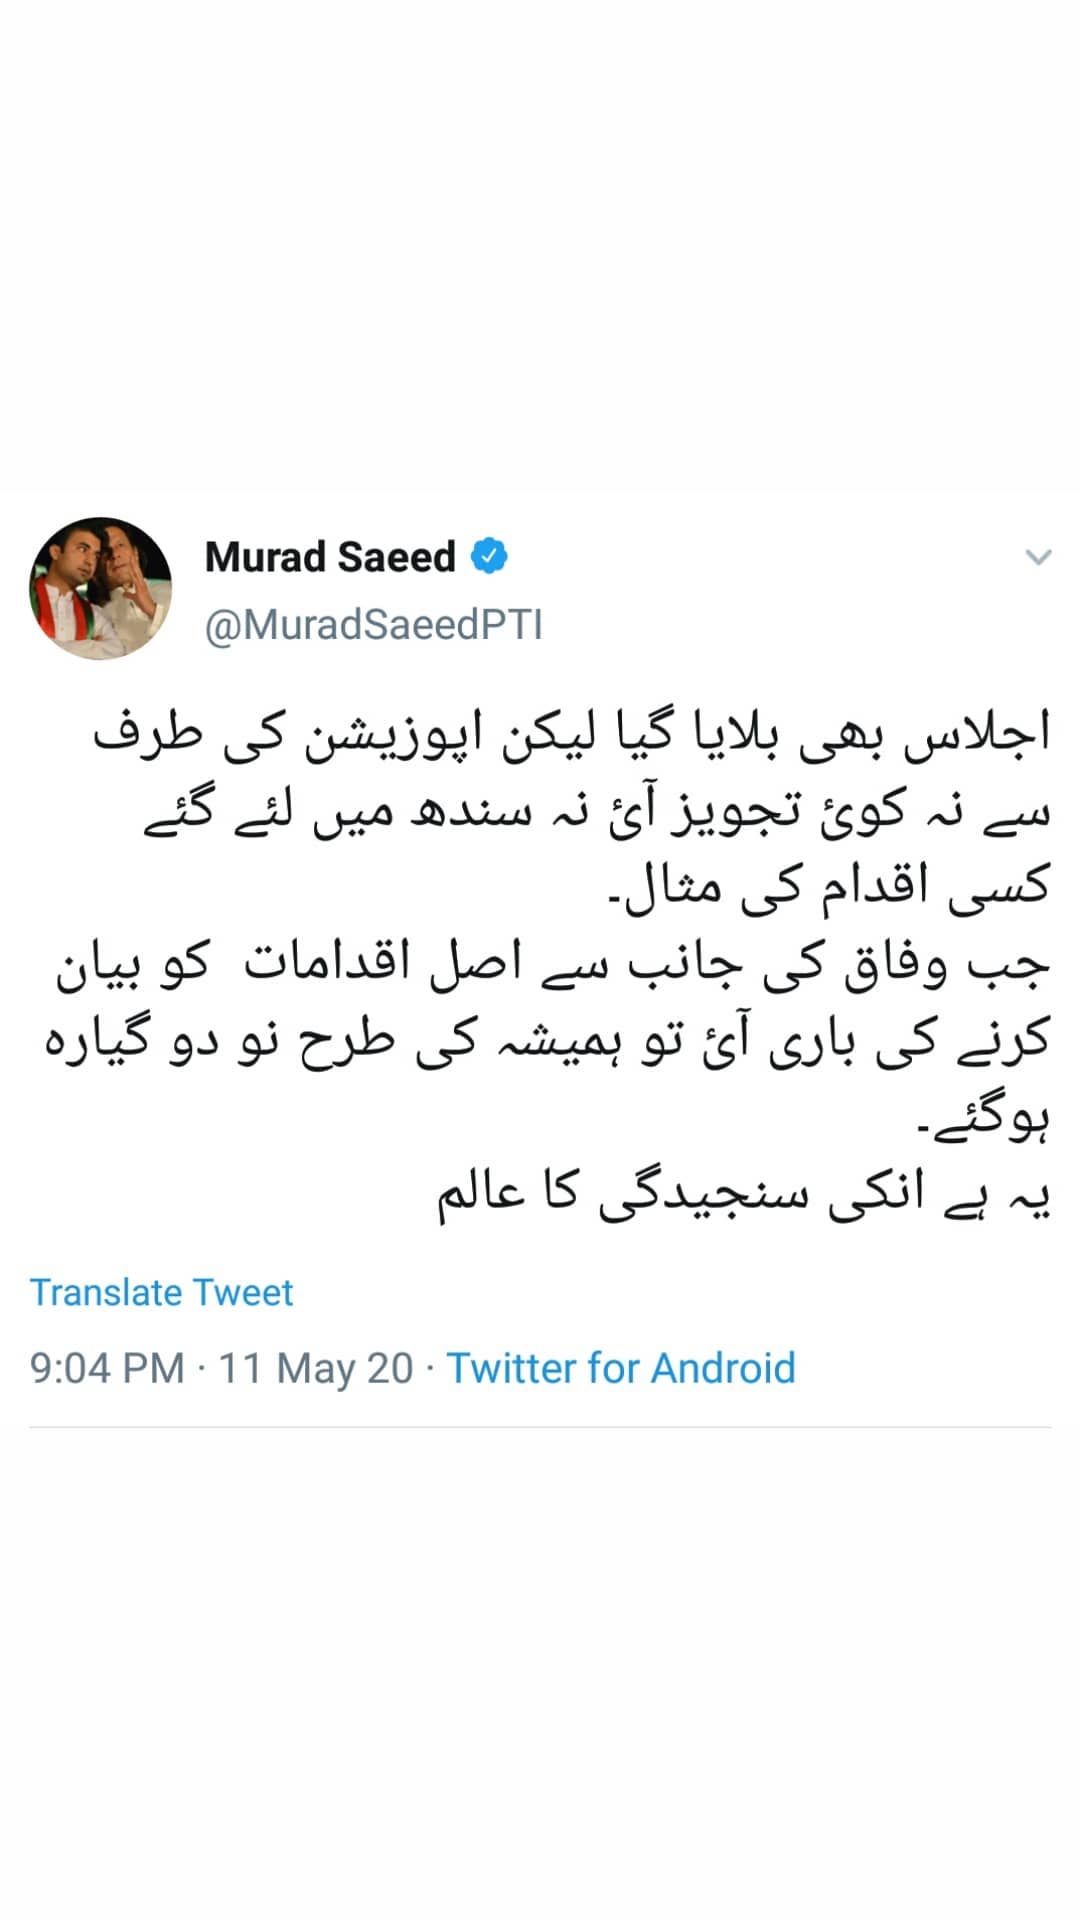 Murad Saeed
@MuradSaeedPTI
اجلاس بھی بلایا گیا لیکن اپوزیشن کی طرف
سے نہ کوئ تجویز آئ نہ سندھ میں لئے گئے
کسی اقدام کی مثال۔
جب وفاق کی جانب سے اصل اقدامات  کو بیان
کرنے کی باری آئ تو ہمیشہ کی طرح نو دو گیارہ
ہوگئے۔
یہ ہے انکی سنجیدگی کا عالم
Translate Tweet
9:04 PM · 11 May 20 · Twitter for Android